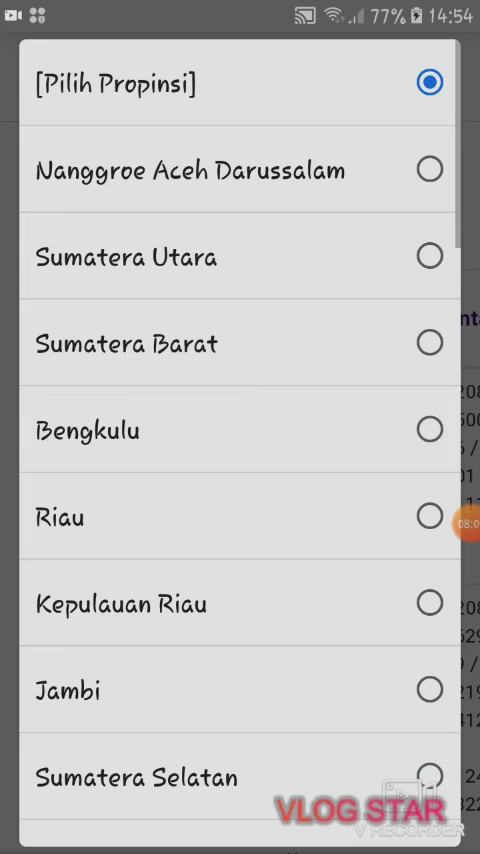 77% 14:54
[Pilih Propinsi]
Nanggroe Aceh Darussalam
Sumatera Utara
Sumatera Barat
Bengkulu
Riau
Kepulauan Riau
Jambi
Sumatera Selatan
VLOG STAR
V RECORDER